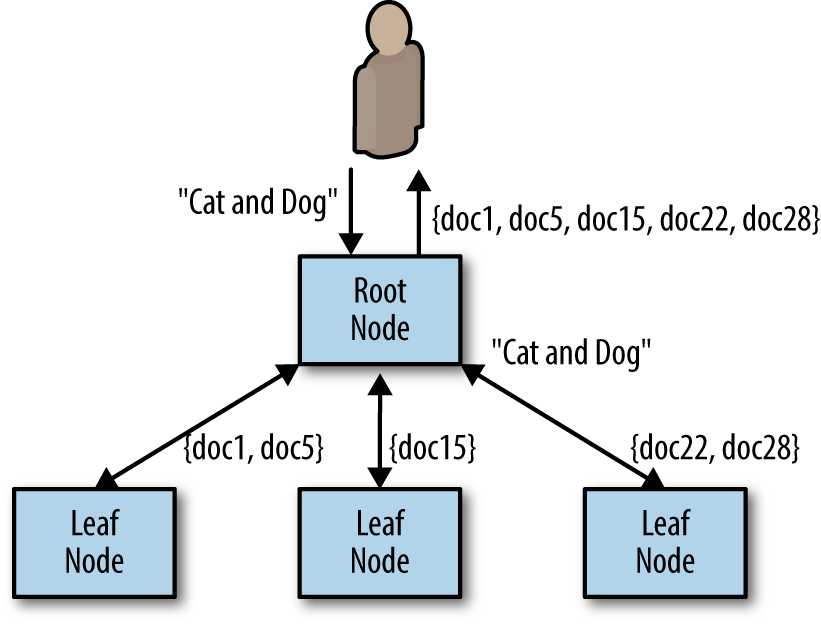 "Cat and Dog"
{doc1, doc5, doc15, doc22, doc28}
Root
Node
"Cat and Dog"
{doc1, doc5}
{doc15}
{doc22, doc28}
Leaf
Node
Leaf
Node
Leaf
Node